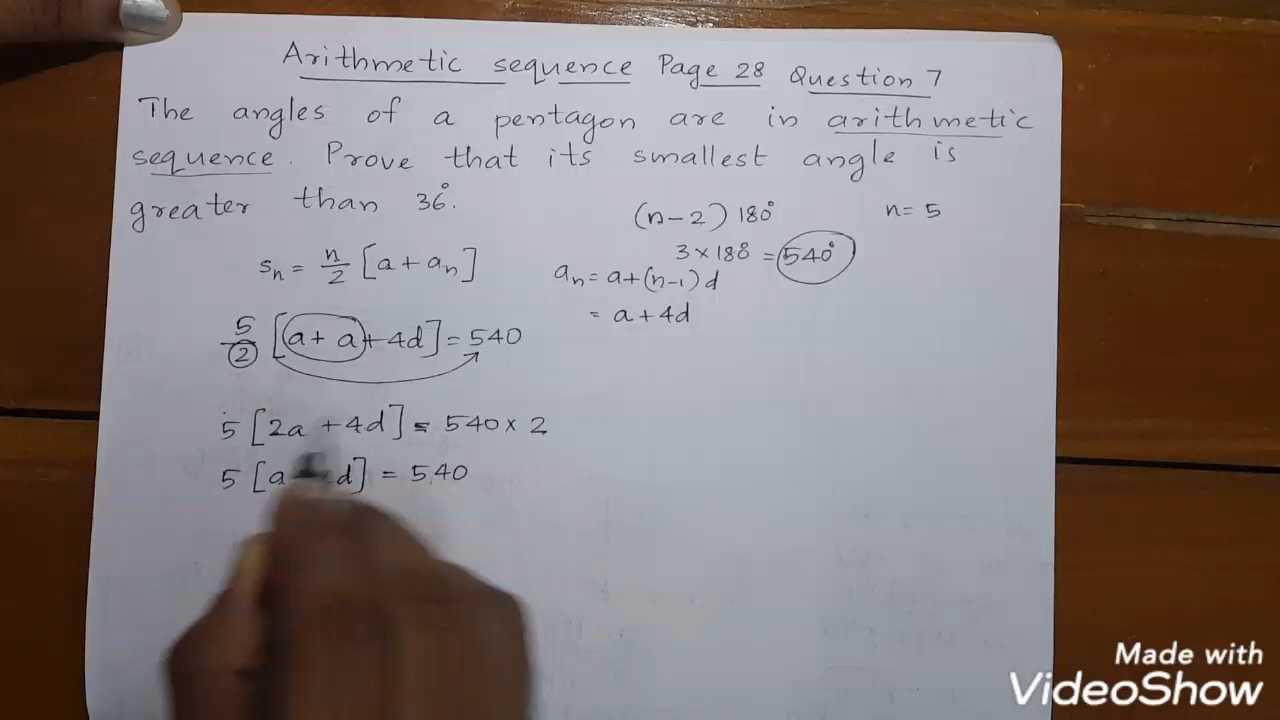 Arithmetic sequence Page 28 Question 7
The angles of a pentagon are in arithmetic
sequence. Prove that its smallest angle is
greater than 36°.
(n-2) 180° n= 5
3 × 180 = 540°
Sn = n/2 [a + an]
an = a+(n-1)d
= a + 4d
5/2 [a + a + 4d] = 540
5 [2a + 4d] = 540 × 2
5 [a d] = 540
Made with
VideoShow